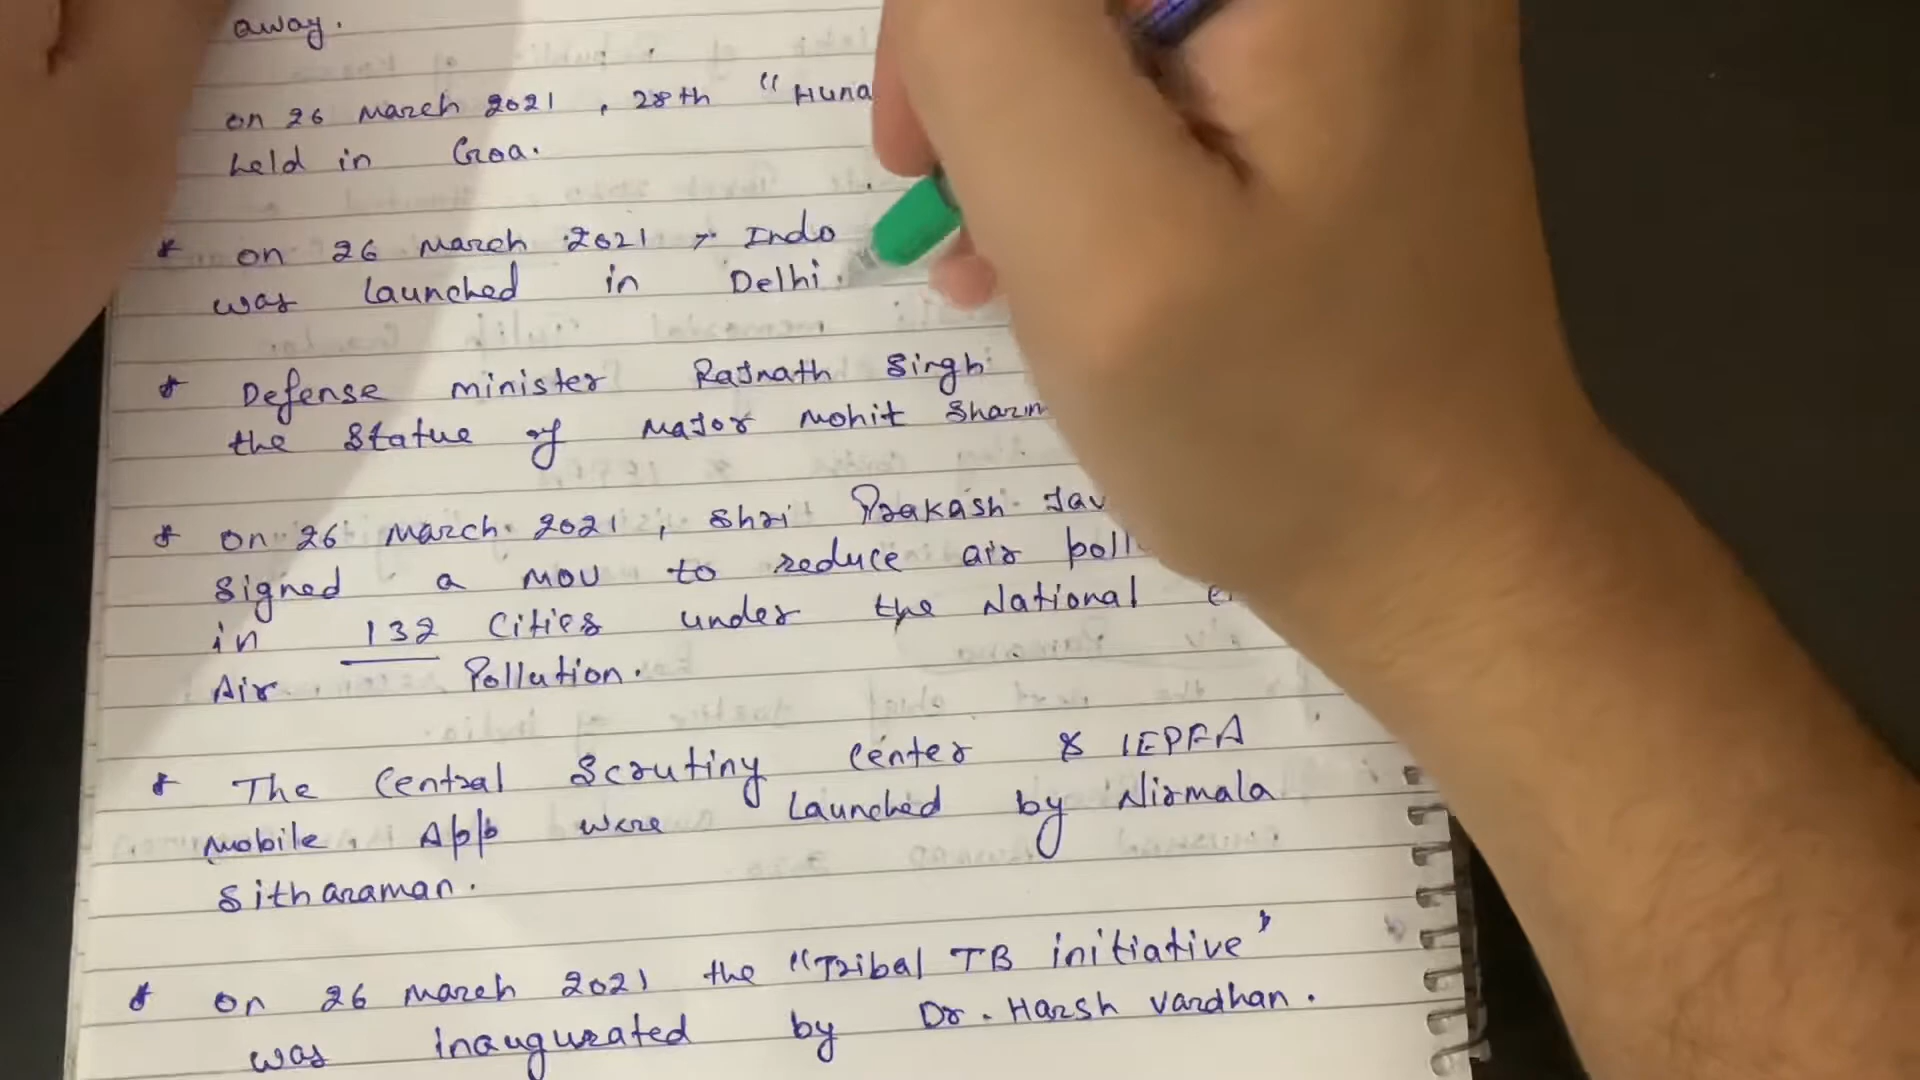 away.
on 26 March 2021, 28th "Huna
held in Goa.
* on 26 March 2021, Indo
was launched in Delhi.
* Defense minister Rajnath Singh
the Statue of Major Mohit Sharm
* on 26 March 2021, Shri Prakash Jav
signed a MOU to reduce air poll
in 132 Cities under the National
Air Pollution.
* The Central Scrutiny Center & IEPFA
Mobile App were launched by Nirmala
Sitharaman.
* on 26 March 2021 the "Tribal TB initiative"
was inaugurated by Dr. Harsh Vardhan.